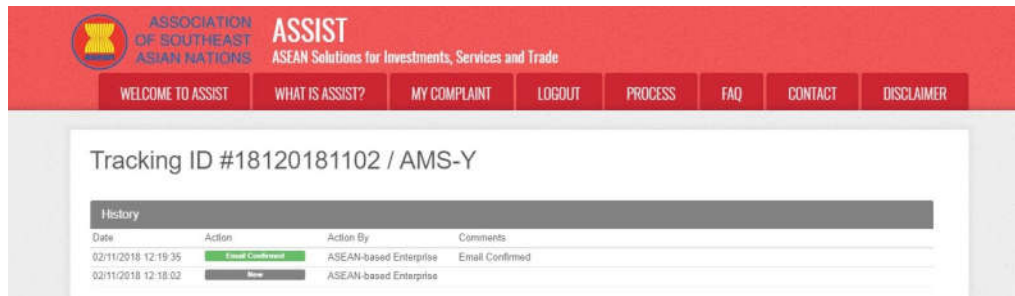 ASSOCIATION
OF SOUTHEAST
ASIAN NATIONS
ASSIST
ASEAN Solutions for Investments, Services and Trade
WELCOME TO ASSIST WHAT IS ASSIST? MY COMPLAINT LOGOUT PROCESS FAQ CONTACT DISCLAIMER
Tracking ID #18120181102 / AMS-Y
History
Date Action Action By Comments
02/11/2018 12:19:35 Email Confirmed ASEAN-based Enterprise Email Confirmed
02/11/2018 12:18:02 New ASEAN-based Enterprise